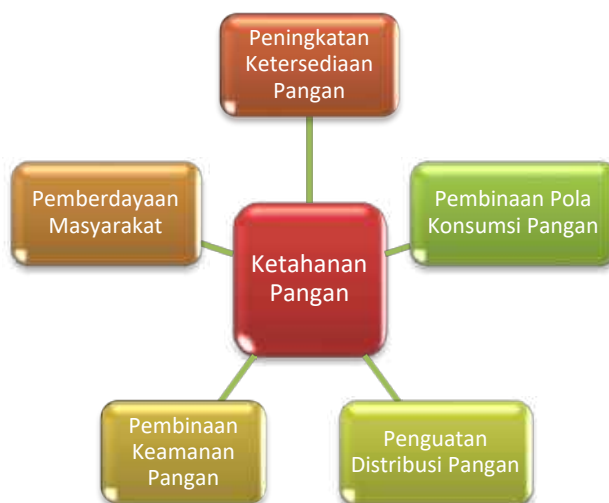 Peningkatan
Ketersediaan
Pangan
Pemberdayaan
Masyarakat
Pembinaan Pola
Konsumsi Pangan
Ketahanan
Pangan
Pembinaan
Keamanan
Pangan
Penguatan
Distribusi Pangan